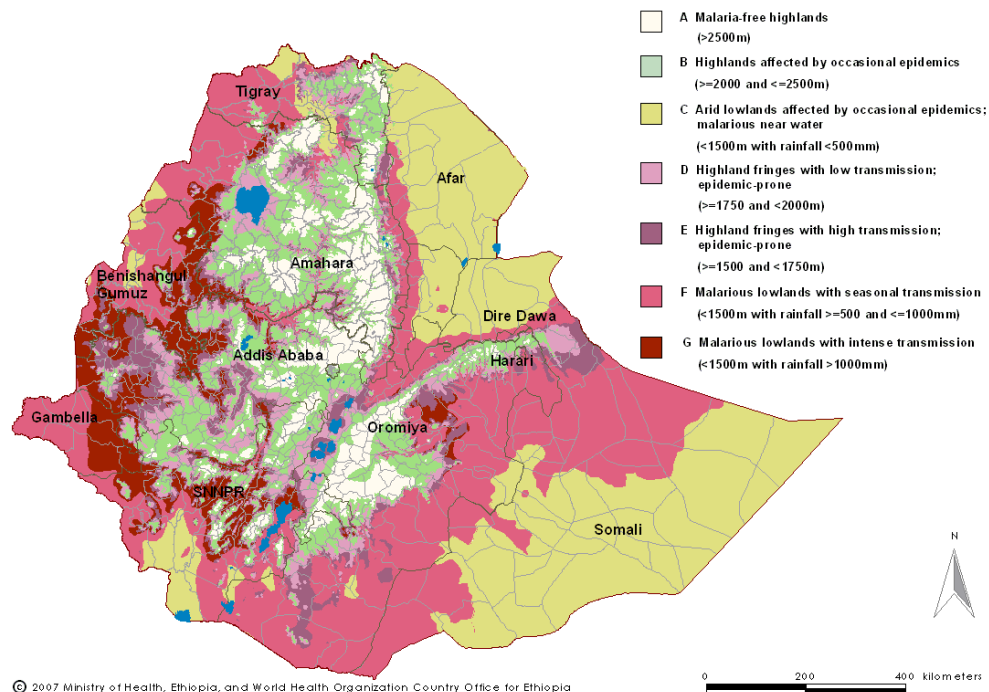 A Malaria-free highlands
(>2500m)
B Highlands affected by occasional epidemics
(>=2000 and <=2500m)
C Arid lowlands affected by occasional epidemics;
malarious near water
(<1500m with rainfall <500mm)
D Highland fringes with low transmission;
epidemic-prone
(>=1750 and <2000m)
E Highland fringes with high transmission;
epidemic-prone
(>=1500 and <1750m)
F Malarious lowlands with seasonal transmission
(<1500m with rainfall >=500 and <=1000mm)
G Malarious lowlands with intense transmission
(<1500m with rainfall >1000mm)
Tigray
Afar
Amahara
Benishangul
Gumuz
Dire Dawa
Addis Ababa
Harari
Gambella
Oromiya
SNNPR
Somali
N
0 200 400 kilometers
© 2007 Ministry of Health, Ethiopia, and World Health Organization Country Office for Ethiopia